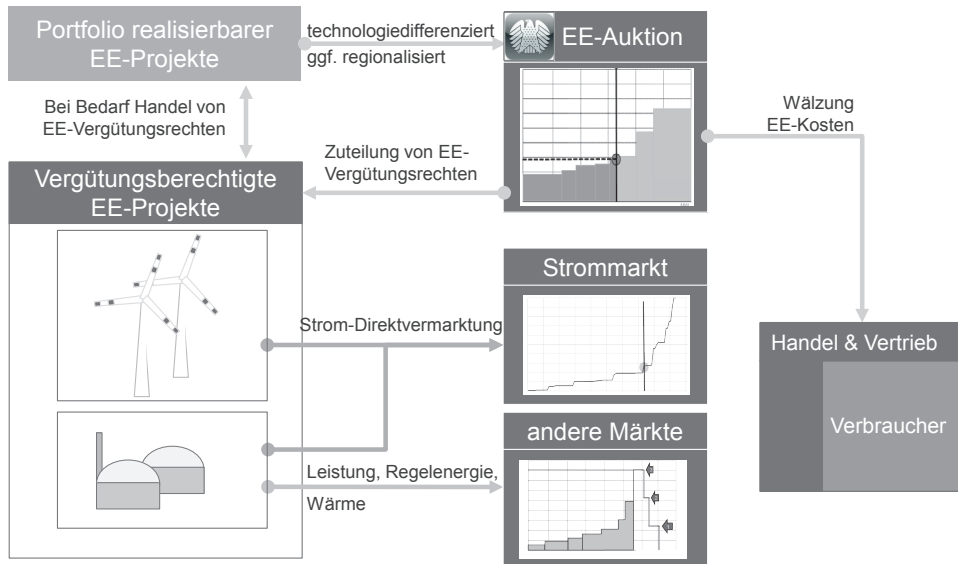 Portfolio realisierbarer
EE-Projekte
technologiedifferenziert
ggf. regionalisiert
EE-Auktion
Bei Bedarf Handel von
EE-Vergütungsrechten
Zuteilung von EE-
Vergütungsrechten
Wälzung
EE-Kosten
Vergütungsberechtigte
EE-Projekte
Strommarkt
Strom-Direktvermarktung
Handel & Vertrieb
Verbraucher
andere Märkte
Leistung, Regelenergie,
Wärme